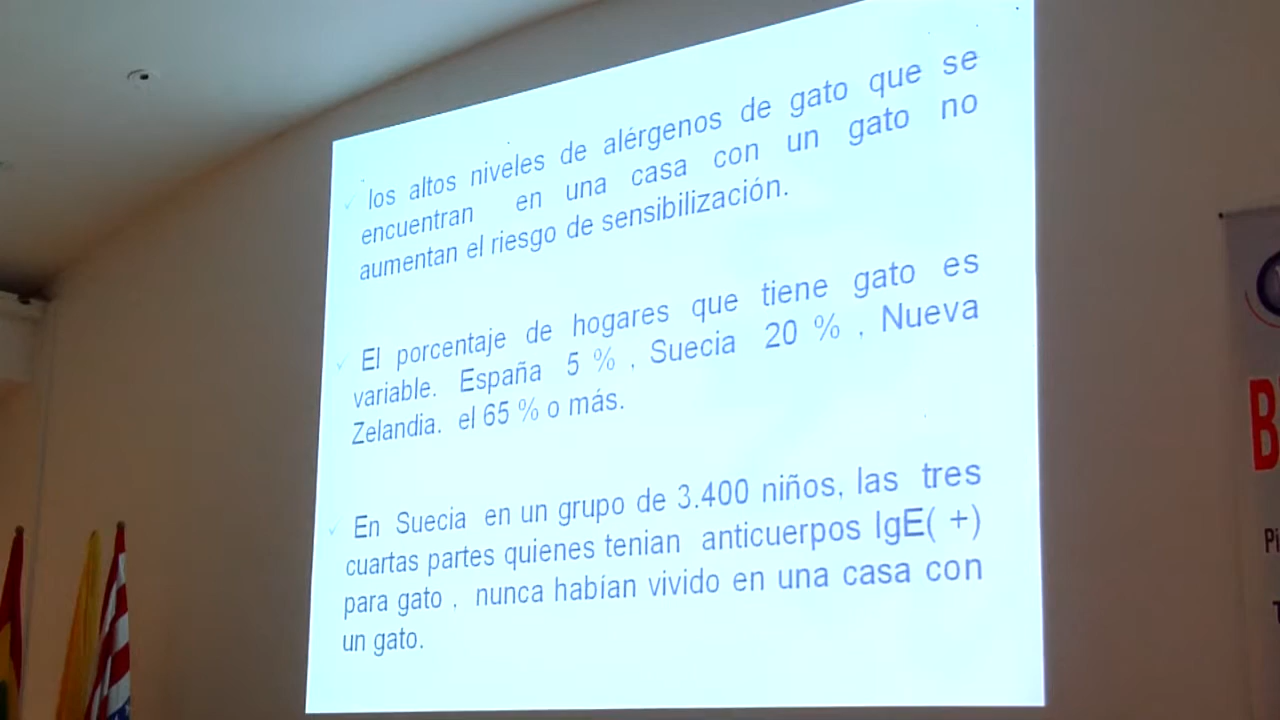 ✓ los altos niveles de alérgenos de gato que se
encuentran en una casa con un gato no
aumentan el riesgo de sensibilización.
✓ El porcentaje de hogares que tiene gato es
variable. España 5 % , Suecia 20 % , Nueva
Zelandia. el 65 % o más.
✓ En Suecia en un grupo de 3.400 niños, las tres
cuartas partes quienes tenian anticuerpos IgE( +)
para gato , nunca habían vivido en una casa con
un gato.
B
Pi